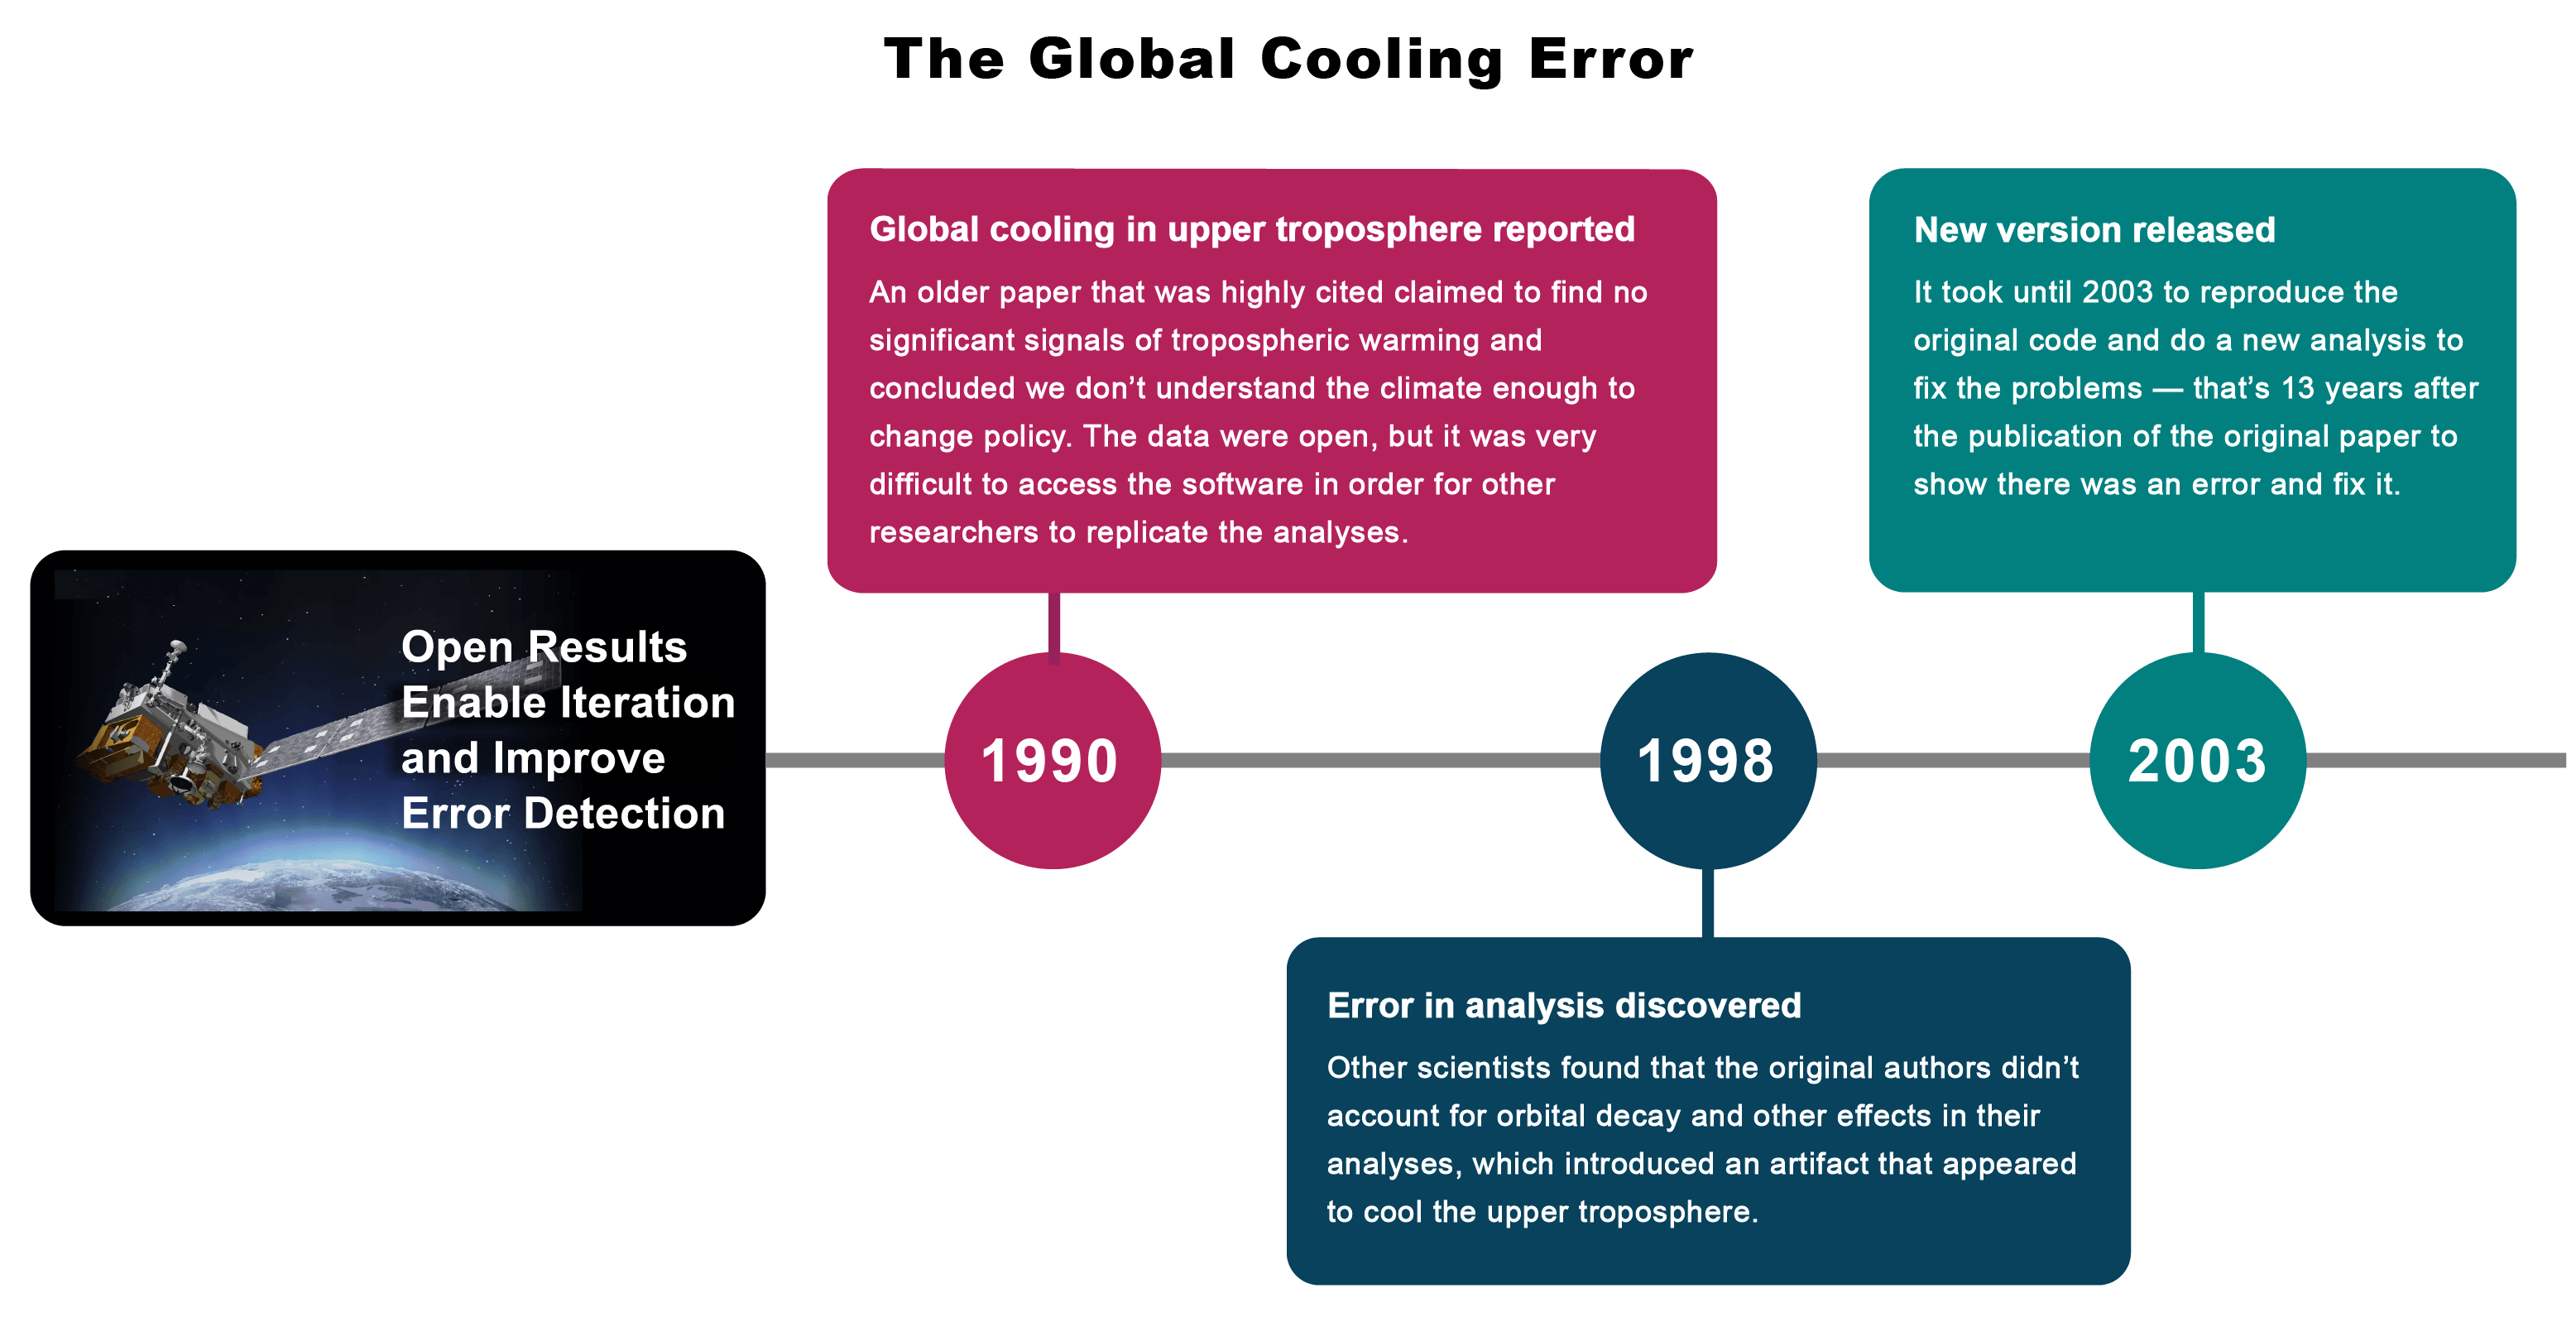 The Global Cooling Error
Open Results
Enable Iteration
and Improve
Error Detection
Global cooling in upper troposphere reported
An older paper that was highly cited claimed to find no
significant signals of tropospheric warming and
concluded we don’t understand the climate enough to
change policy. The data were open, but it was very
difficult to access the software in order for other
researchers to replicate the analyses.
1990
Error in analysis discovered
Other scientists found that the original authors didn’t
account for orbital decay and other effects in their
analyses, which introduced an artifact that appeared
to cool the upper troposphere.
1998
New version released
It took until 2003 to reproduce the
original code and do a new analysis to
fix the problems — that’s 13 years after
the publication of the original paper to
show there was an error and fix it.
2003